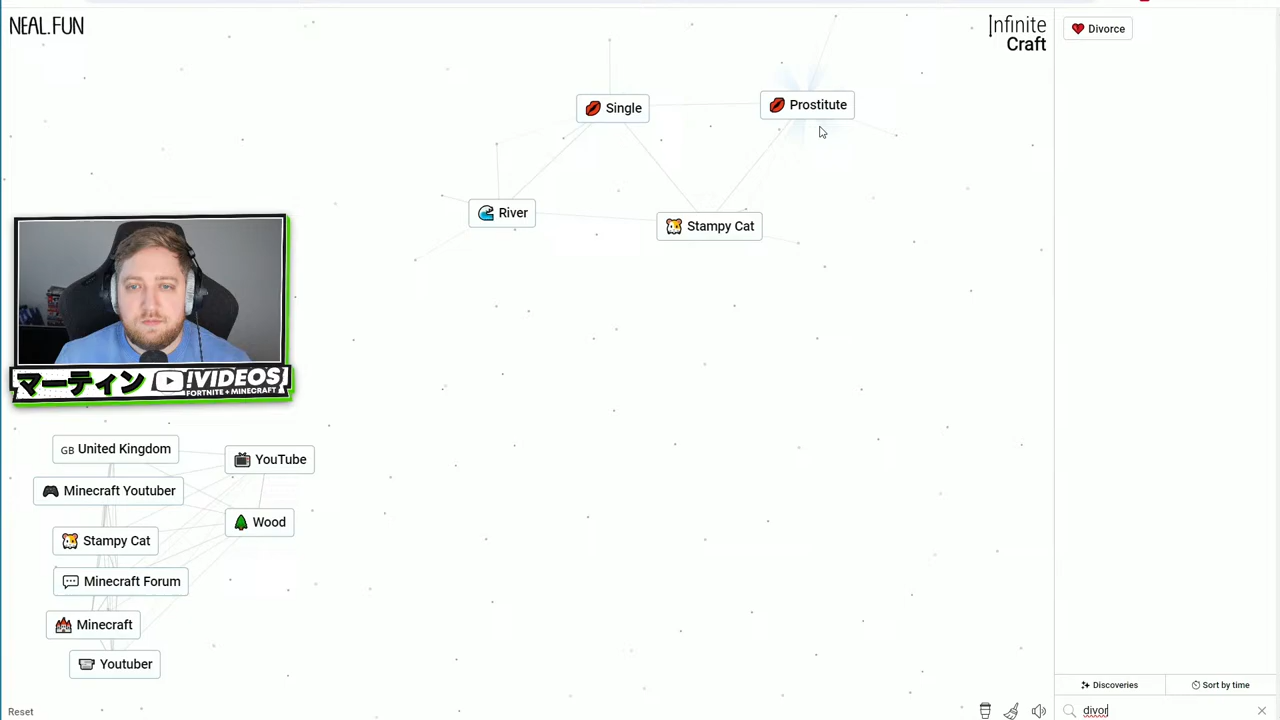 NEAL.FUN
Infinite
Craft
Divorce
Single
Prostitute
River
Stampy Cat
マーティン
!VIDEOS
FORTNITE + MINECRAFT
GB United Kingdom
YouTube
Minecraft Youtuber
Wood
Stampy Cat
Minecraft Forum
Minecraft
Youtuber
Discoveries
Sort by time
Reset
divor